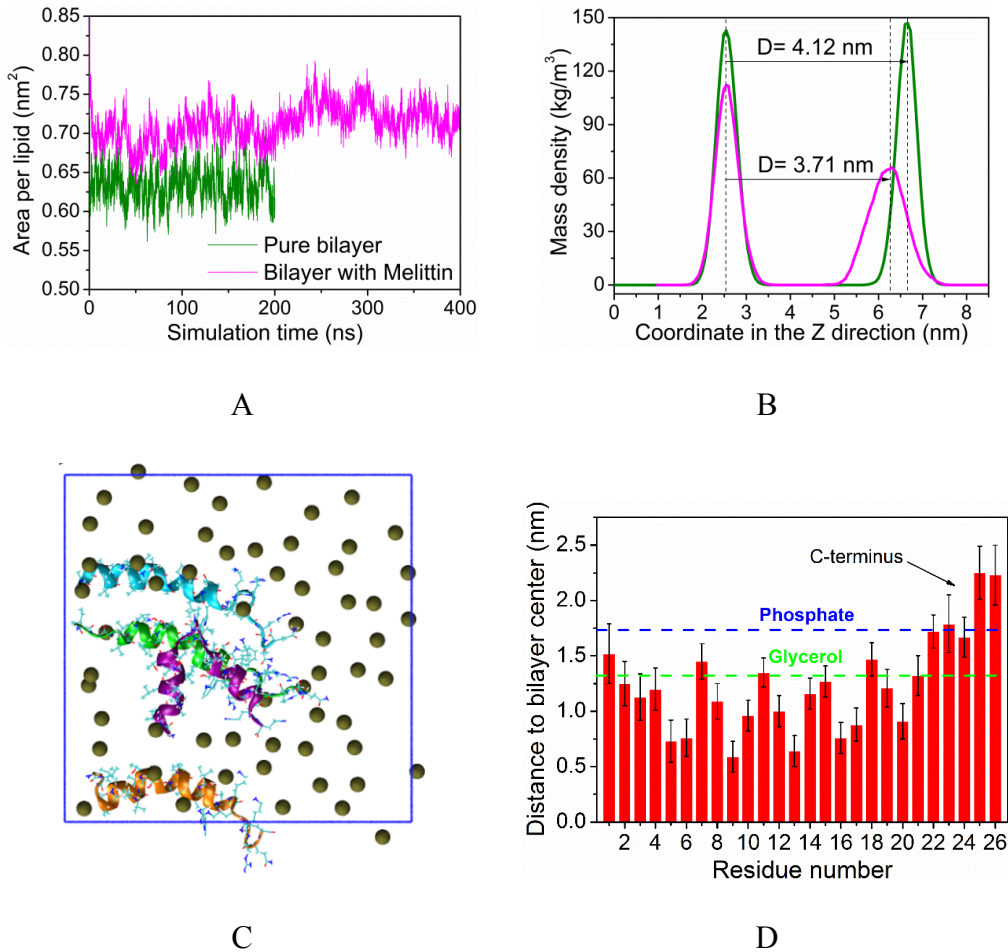 0.85
0.80
0.75
0.70
0.65
0.60
0.55
0.50
Area per lipid (nm²)
Pure bilayer
Bilayer with Melittin
0 100 200 300 400
Simulation time (ns)
A
150
120
90
60
30
0
Mass density (kg/m³)
D= 4.12 nm
D= 3.71 nm
0 1 2 3 4 5 6 7 8
Coordinate in the Z direction (nm)
B
C
2.5
2.0
1.5
1.0
0.5
0.0
Distance to bilayer center (nm)
C-terminus
Phosphate
Glycerol
2 4 6 8 10 12 14 16 18 20 22 24 26
Residue number
D